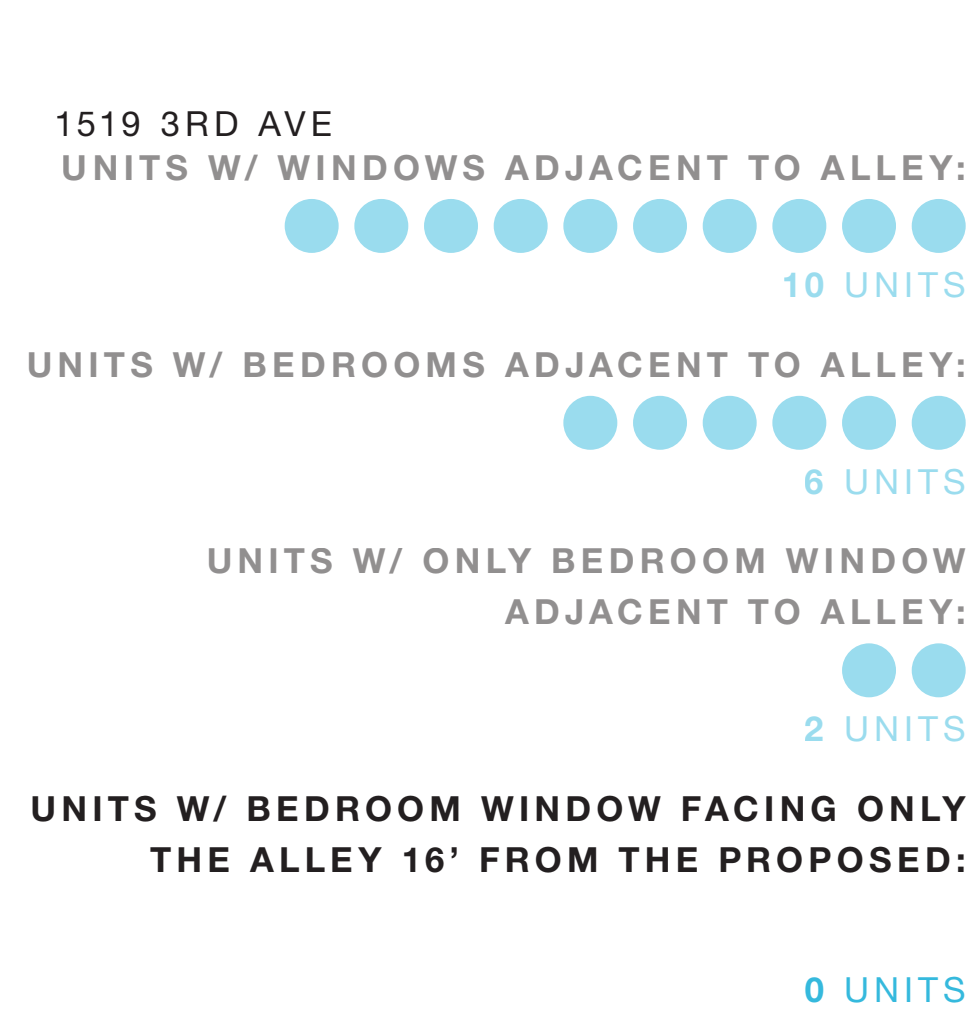 1519 3RD AVE
UNITS W/ WINDOWS ADJACENT TO ALLEY:
10 UNITS
UNITS W/ BEDROOMS ADJACENT TO ALLEY:
6 UNITS
UNITS W/ ONLY BEDROOM WINDOW
ADJACENT TO ALLEY:
2 UNITS
UNITS W/ BEDROOM WINDOW FACING ONLY
THE ALLEY 16’ FROM THE PROPOSED:
0 UNITS